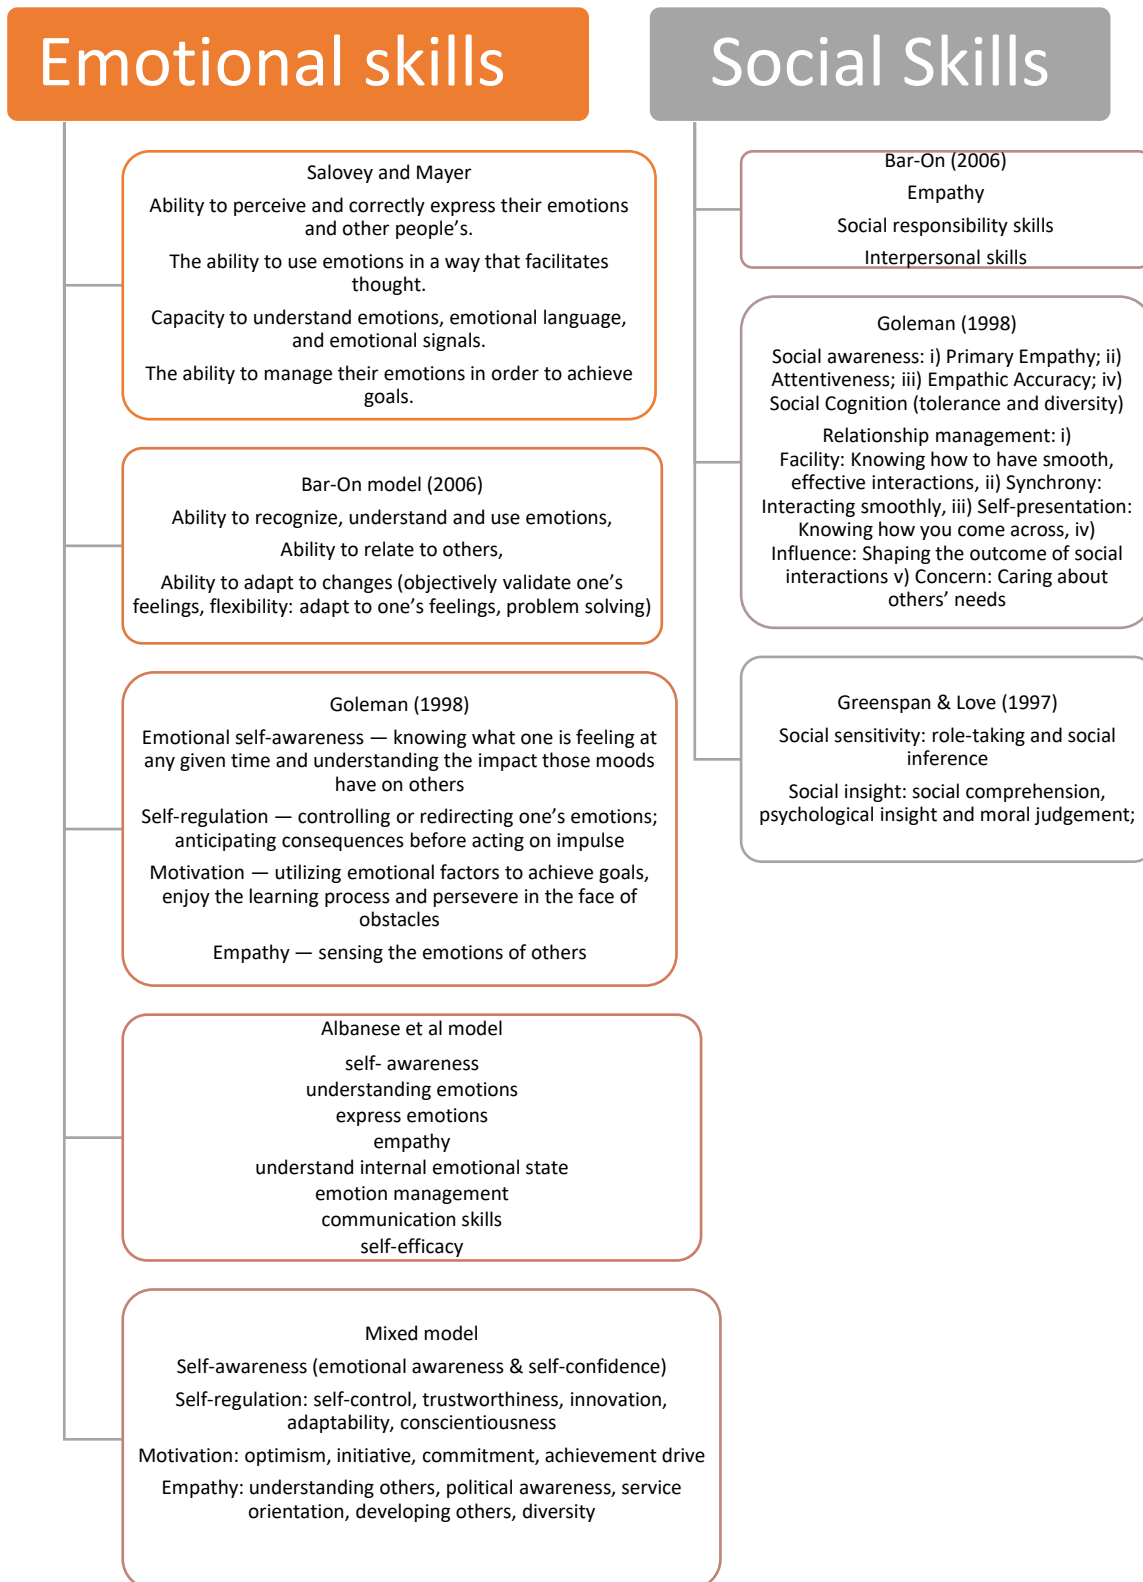 Emotional skills
Salovey and Mayer
Ability to perceive and correctly express their emotions
and other people's.
The ability to use emotions in a way that facilitates
thought.
Capacity to understand emotions, emotional language,
and emotional signals.
The ability to manage their emotions in order to achieve
goals.
Bar-On model (2006)
Ability to recognize, understand and use emotions,
Ability to relate to others,
Ability to adapt to changes (objectively validate one's
feelings, flexibility: adapt to one's feelings, problem solving)
Goleman (1998)
Emotional self-awareness — knowing what one is feeling at
any given time and understanding the impact those moods
have on others
Self-regulation — controlling or redirecting one's emotions;
anticipating consequences before acting on impulse
Motivation — utilizing emotional factors to achieve goals,
enjoy the learning process and persevere in the face of
obstacles
Empathy — sensing the emotions of others
Albanese et al model
self- awareness
understanding emotions
express emotions
empathy
understand internal emotional state
emotion management
communication skills
self-efficacy
Mixed model
Self-awareness (emotional awareness & self-confidence)
Self-regulation: self-control, trustworthiness, innovation,
adaptability, conscientiousness
Motivation: optimism, initiative, commitment, achievement drive
Empathy: understanding others, political awareness, service
orientation, developing others, diversity
Social Skills
Bar-On (2006)
Empathy
Social responsibility skills
Interpersonal skills
Goleman (1998)
Social awareness: i) Primary Empathy; ii)
Attentiveness; iii) Empathic Accuracy; iv)
Social Cognition (tolerance and diversity)
Relationship management: i)
Facility: Knowing how to have smooth,
effective interactions, ii) Synchrony:
Interacting smoothly, iii) Self-presentation:
Knowing how you come across, iv)
Influence: Shaping the outcome of social
interactions v) Concern: Caring about
others' needs
Greenspan & Love (1997)
Social sensitivity: role-taking and social
inference
Social insight: social comprehension,
psychological insight and moral judgement;